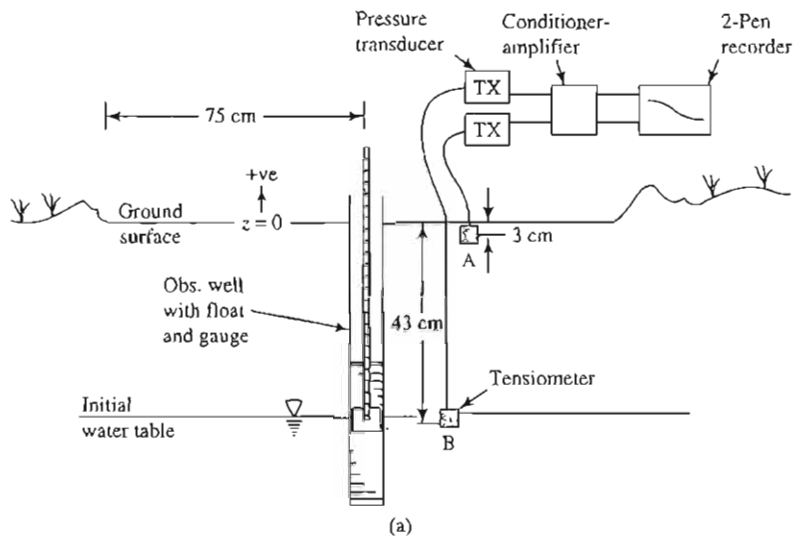 Pressure
transducer
Conditioner-
amplifier
2-Pen
recorder
TX
TX
75 cm
+ve
z = 0
Ground
surface
3 cm
A
Obs. well
with float
and gauge
43 cm
Tensiometer
Initial
water table
B
(a)